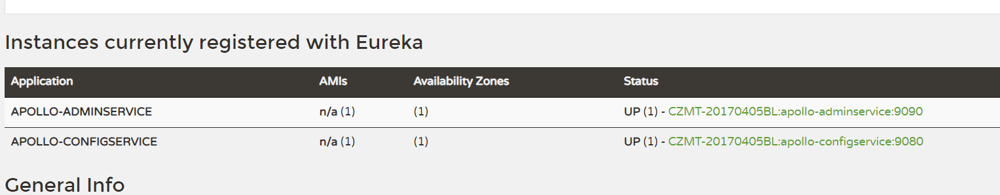 Instances currently registered with Eureka
Application AMIs Availability Zones Status
APOLLO-ADMINSERVICE n/a (1) (1) UP (1) - CZMT-20170405BL:apollo-adminservice:9090
APOLLO-CONFIGSERVICE n/a (1) (1) UP (1) - CZMT-20170405BL:apollo-configservice:9080
General Info